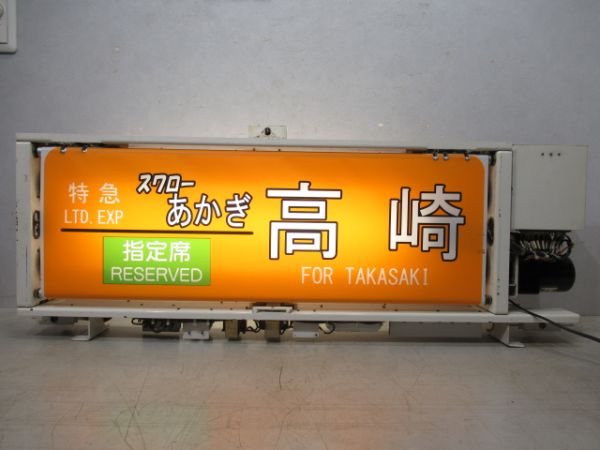 特急
LTD. EXP
スワロー
あかぎ
指定席
RESERVED
高崎
FOR TAKASAKI